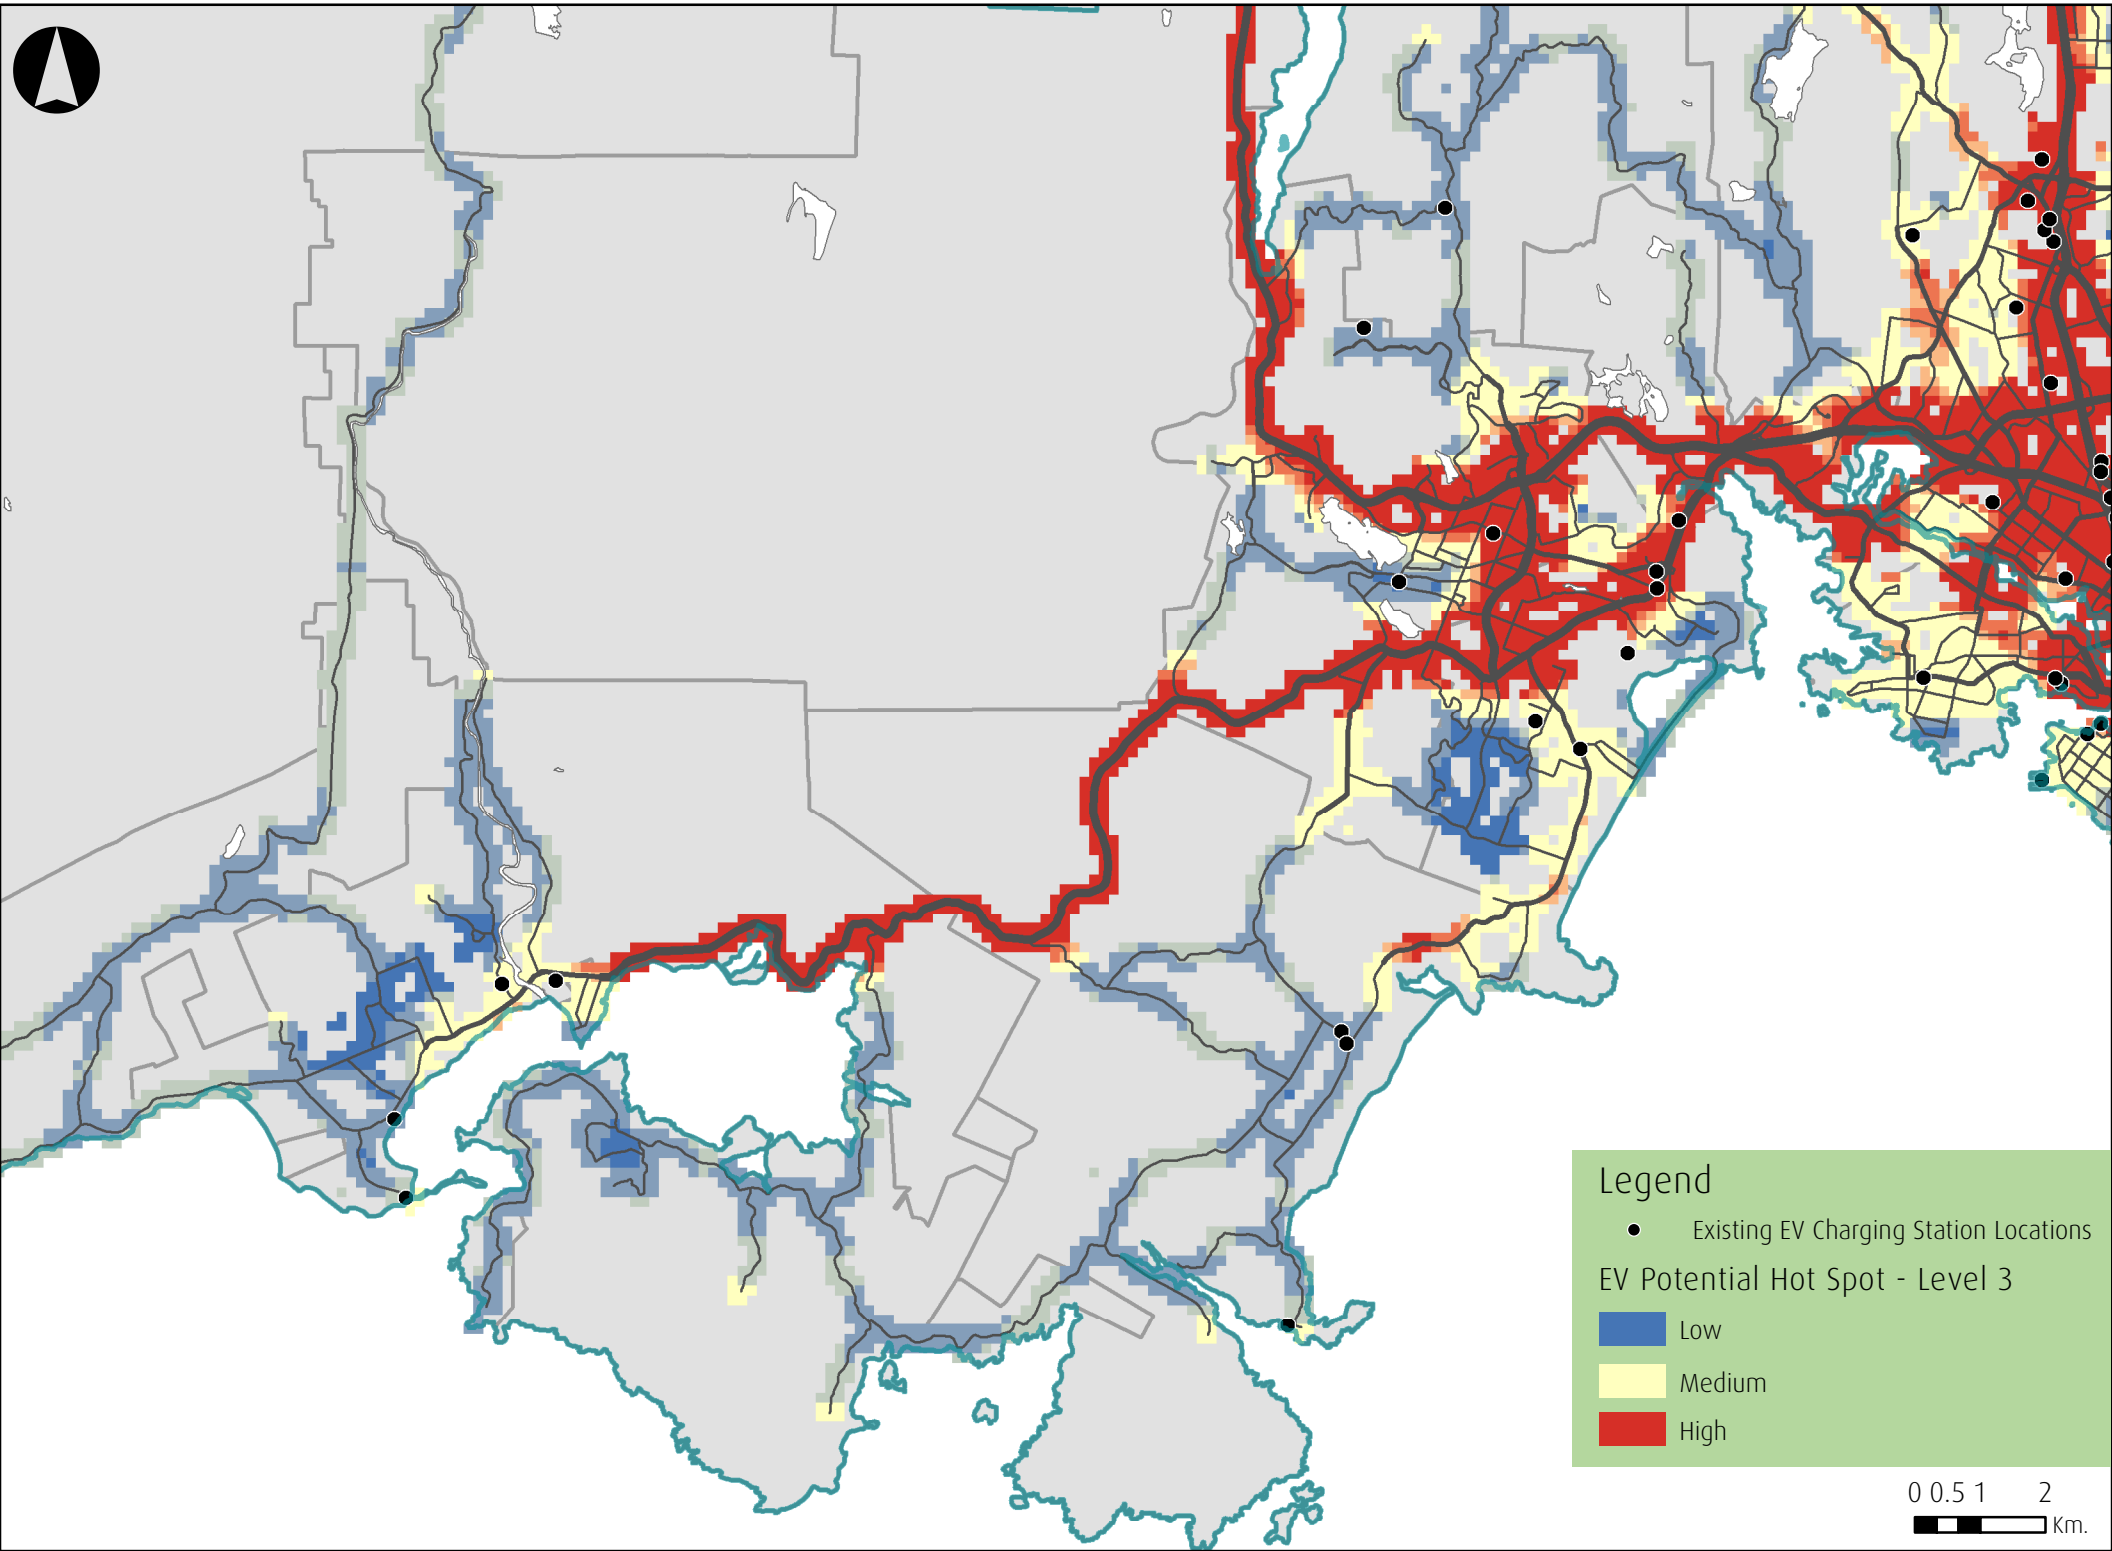 Legend
Existing EV Charging Station Locations
EV Potential Hot Spot - Level 3
Low
Medium
High
0 0.5 1 2
Km.